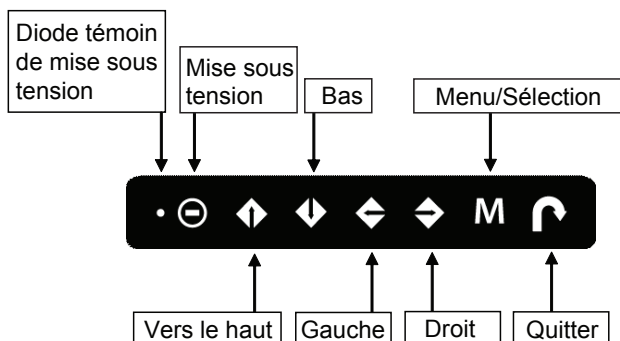 Diode témoin
de mise sous
tension
Mise sous
tension
Bas
Menu/Sélection
M
Vers le haut
Gauche
Droit
Quitter